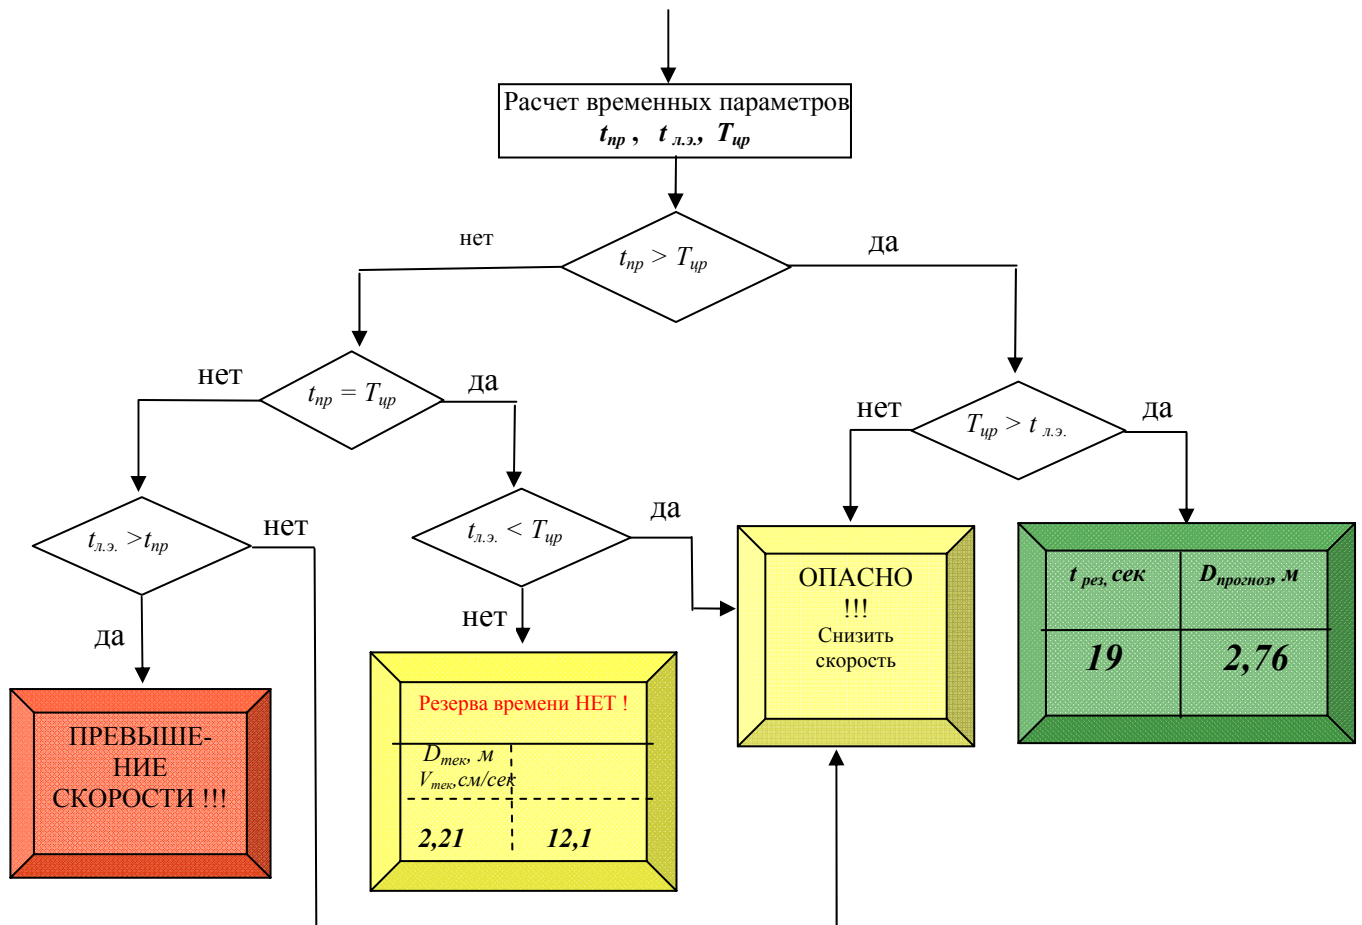 Расчет временных параметров
tпр , t л.э., Tцр
нет
да
tпр > Tцр
нет
да
tпр = Tцр
нет
да
Tцр > t л.э.
tл.э. >tпр
нет
tл.э. < Tцр
да
да
нет
ОПАСНО
!!!
Снизить
скорость
t рез, сек
Dпрогноз, м
19
2,76
ПРЕВЫШЕ-
НИЕ
СКОРОСТИ !!!
Резерва времени НЕТ !
Dтек, м
Vтек,см/сек
2,21
12,1